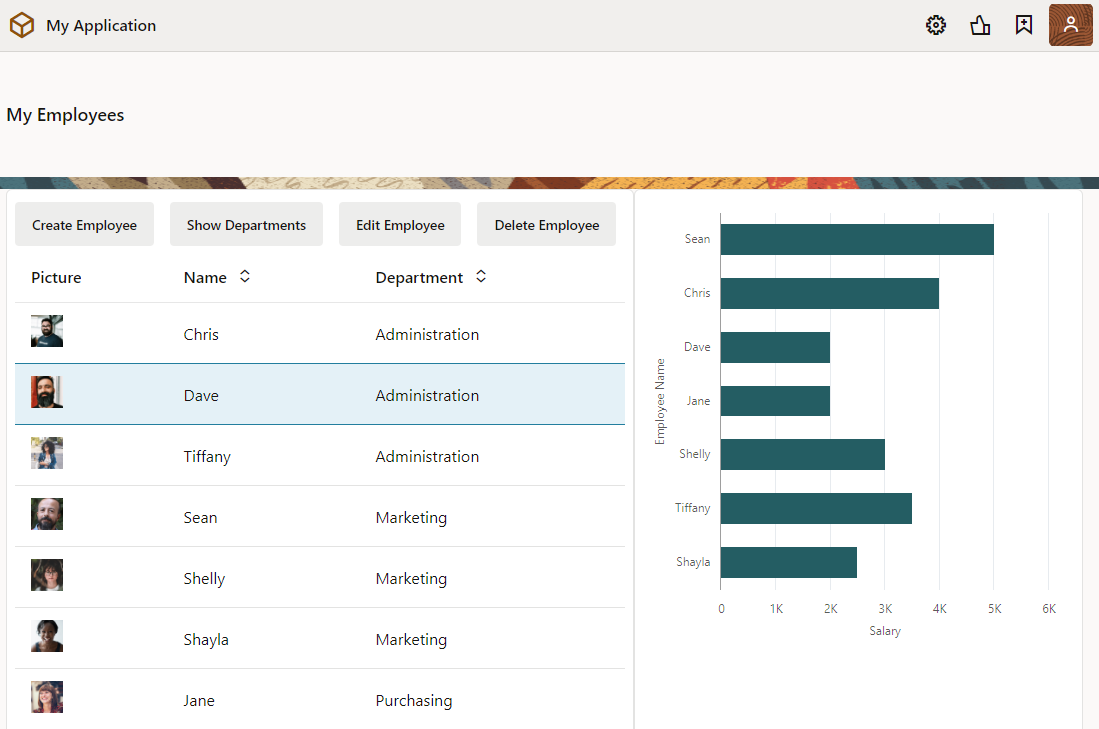 My Application
My Employees
Create Employee Show Departments Edit Employee Delete Employee
Picture Name Department
Chris Administration
Dave Administration
Tiffany Administration
Sean Marketing
Shelly Marketing
Shayla Marketing
Jane Purchasing
Employee Name
Sean
Chris
Dave
Jane
Shelly
Tiffany
Shayla
0 1K 2K 3K 4K 5K 6K
Salary